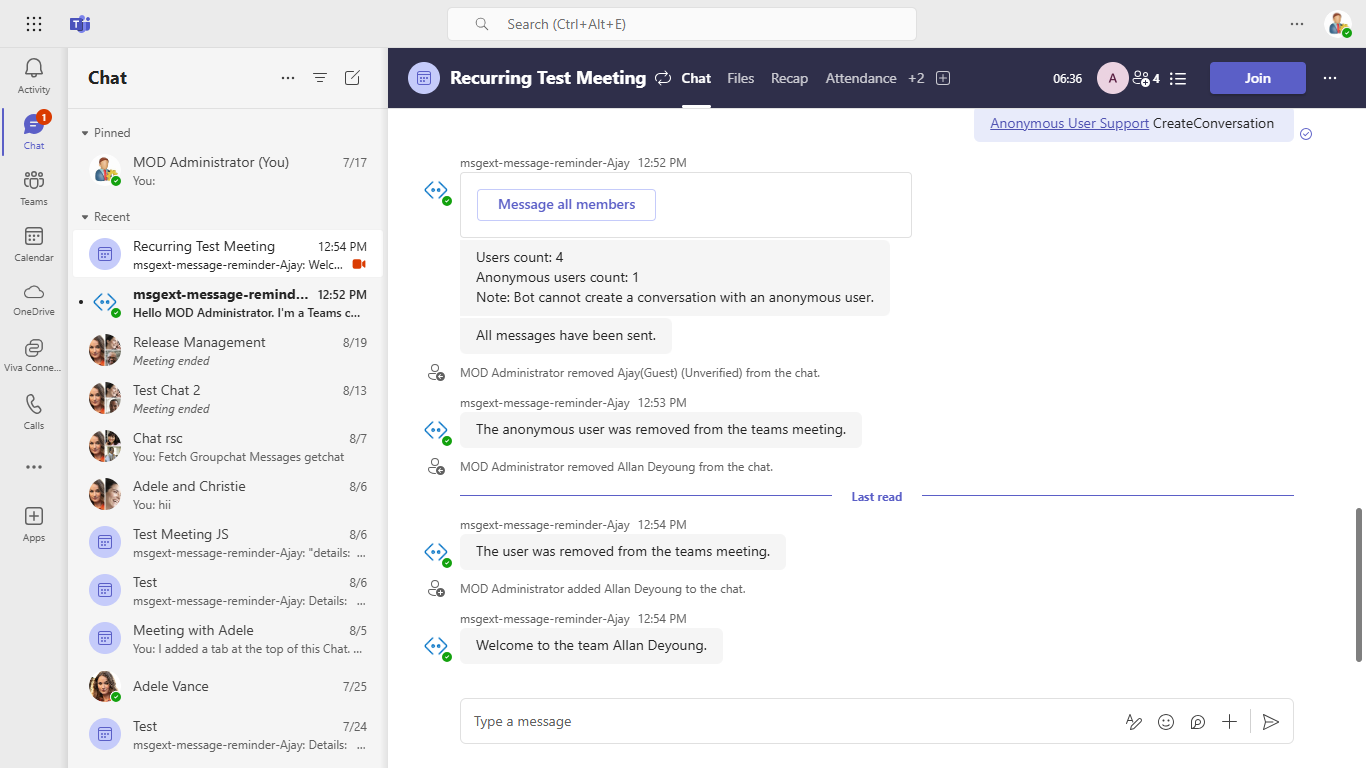 Search (Ctrl+Alt+E)
Activity
Chat
1
Teams
Calendar
OneDrive
Viva Conne...
Calls
Apps
Chat
Pinned
MOD Administrator (You) 7/17
You:
Recent
Recurring Test Meeting 12:54 PM
msgext-message-reminder-Ajay: Welc...
msgext-message-remind... 12:52 PM
Hello MOD Administrator. I'm a Teams c...
Release Management 8/19
Meeting ended
Test Chat 2 8/13
Meeting ended
Chat rsc 8/7
You: Fetch Groupchat Messages getchat
Adele and Christie 8/6
You: hii
Test Meeting JS 8/6
msgext-message-reminder-Ajay: "details: ...
Test 8/6
msgext-message-reminder-Ajay: Details: ...
Meeting with Adele 8/5
You: I added a tab at the top of this Chat. ...
Adele Vance 7/25
Test 7/24
msgext-message-reminder-Ajay: Details: ...
Recurring Test Meeting Chat Files Recap Attendance +2 06:36 A 4 Join
Anonymous User Support CreateConversation
msgext-message-reminder-Ajay 12:52 PM
Message all members
Users count: 4
Anonymous users count: 1
Note: Bot cannot create a conversation with an anonymous user.
All messages have been sent.
MOD Administrator removed Ajay(Guest) (Unverified) from the chat.
msgext-message-reminder-Ajay 12:53 PM
The anonymous user was removed from the teams meeting.
MOD Administrator removed Allan Deyoung from the chat.
Last read
msgext-message-reminder-Ajay 12:54 PM
The user was removed from the teams meeting.
MOD Administrator added Allan Deyoung to the chat.
msgext-message-reminder-Ajay 12:54 PM
Welcome to the team Allan Deyoung.
Type a message